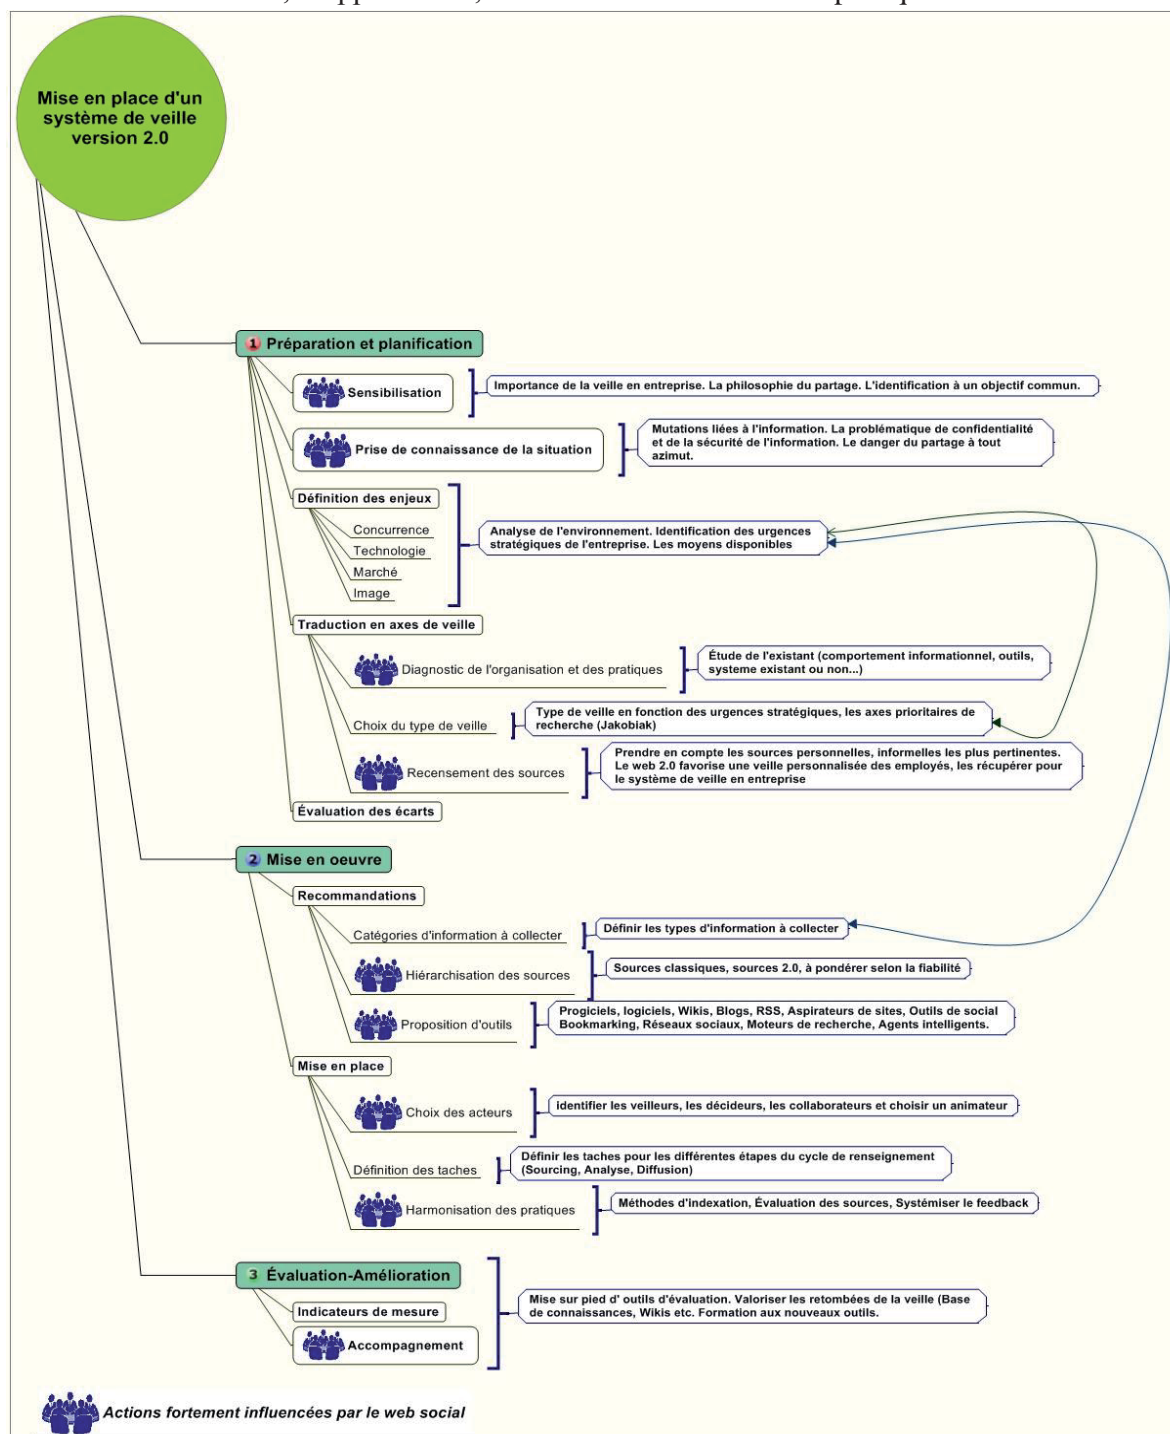 Mise en place d'un
système de veille
version 2.0
1 Préparation et planification
Sensibilisation
Importance de la veille en entreprise. La philosophie du partage. L'identification à un objectif commun.
Prise de connaissance de la situation
Mutations liées à l'information. La problématique de confidentialité
et de la sécurité de l'information. Le danger du partage à tout
azimut.
Définition des enjeux
Concurrence
Technologie
Marché
Image
Analyse de l'environnement. Identification des urgences
stratégiques de l'entreprise. Les moyens disponibles
Traduction en axes de veille
Diagnostic de l'organisation et des pratiques
Étude de l'existant (comportement informationnel, outils,
systeme existant ou non...)
Choix du type de veille
Type de veille en fonction des urgences stratégiques, les axes prioritaires de
recherche (Jakobiak)
Recensement des sources
Prendre en compte les sources personnelles, informelles les plus pertinentes.
Le web 2.0 favorise une veille personnalisée des employés, les récupérer pour
le système de veille en entreprise
Évaluation des écarts
2 Mise en oeuvre
Recommandations
Catégories d'information à collecter
Définir les types d'information à collecter
Hiérarchisation des sources
Sources classiques, sources 2.0, à pondérer selon la fiabilité
Proposition d'outils
Progiciels, logiciels, Wikis, Blogs, RSS, Aspirateurs de sites, Outils de social
Bookmarking, Réseaux sociaux, Moteurs de recherche, Agents intelligents.
Mise en place
Choix des acteurs
identifier les veilleurs, les décideurs, les collaborateurs et choisir un animateur
Définition des taches
Définir les taches pour les différentes étapes du cycle de renseignement
(Sourcing, Analyse, Diffusion)
Harmonisation des pratiques
Méthodes d'indexation, Évaluation des sources, Systémiser le feedback
3 Évaluation-Amélioration
Indicateurs de mesure
Accompagnement
Mise sur pied d' outils d'évaluation. Valoriser les retombées de la veille (Base
de connaissances, Wikis etc. Formation aux nouveaux outils.
Actions fortement influencées par le web social